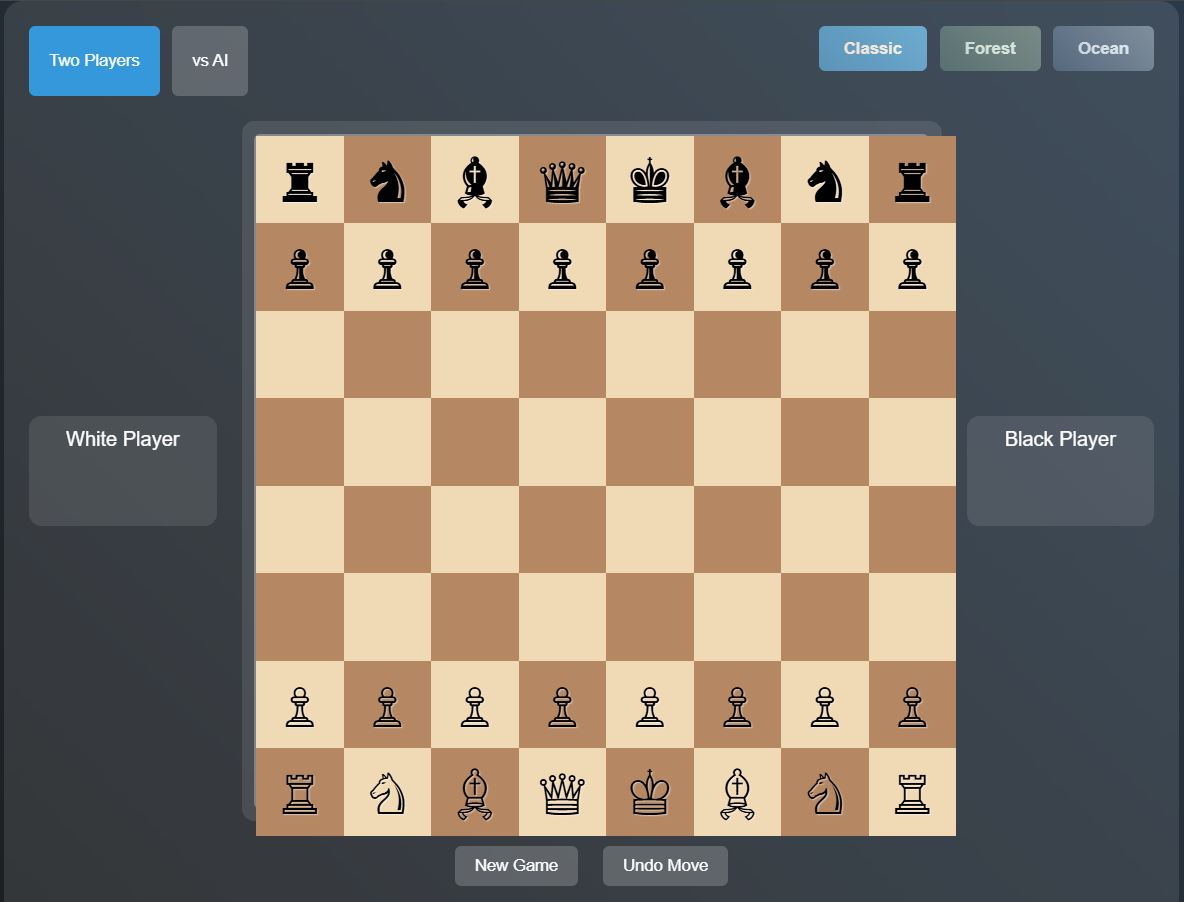 Two Players
vs AI
Classic
Forest
Ocean
White Player
Black Player
New Game
Undo Move